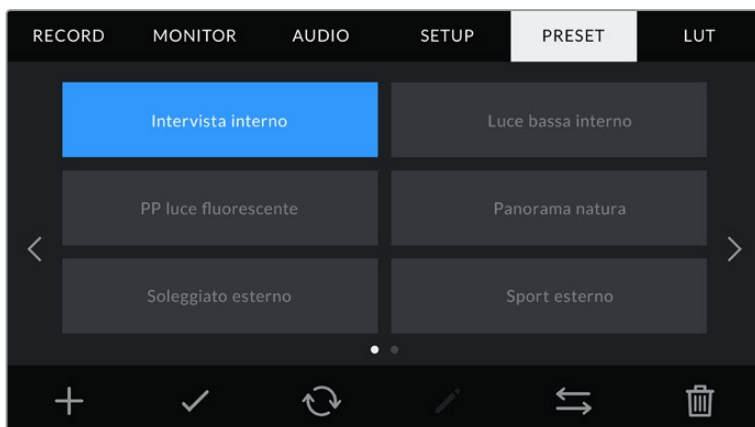 RECORD MONITOR AUDIO SETUP PRESET LUT
Intervista interno Luce bassa interno
PP luce fluorescente Panorama natura
Soleggiato esterno Sport esterno